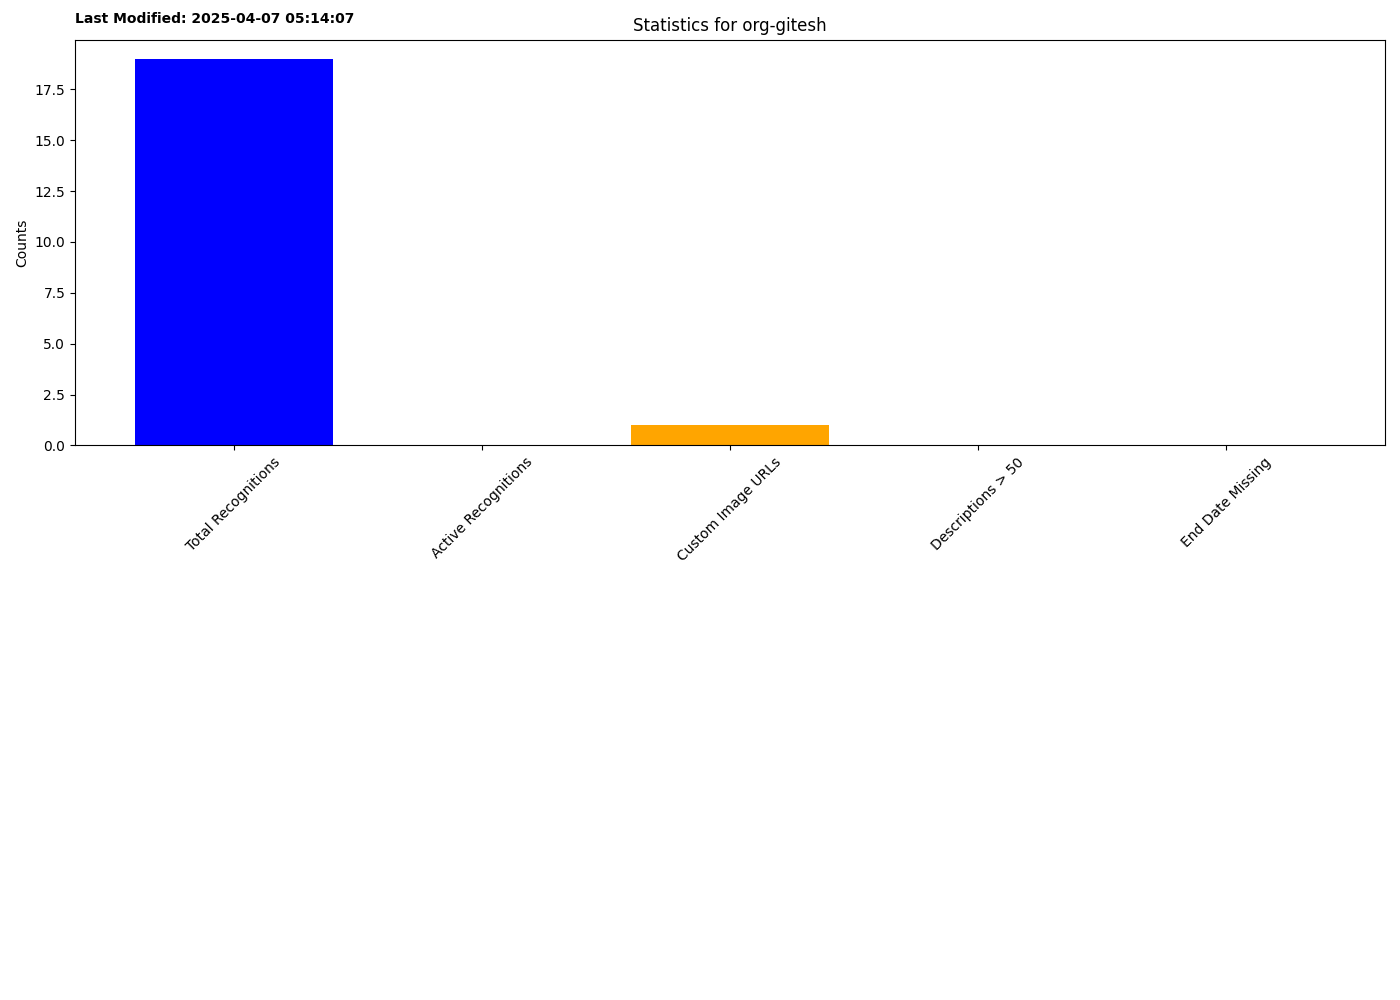 Last Modified: 2025-04-07 05:14:07
Statistics for org-gitesh
Counts
17.5
15.0
12.5
10.0
7.5
5.0
2.5
0.0
Total Recognitions
Active Recognitions
Custom Image URLs
Descriptions > 50
End Date Missing